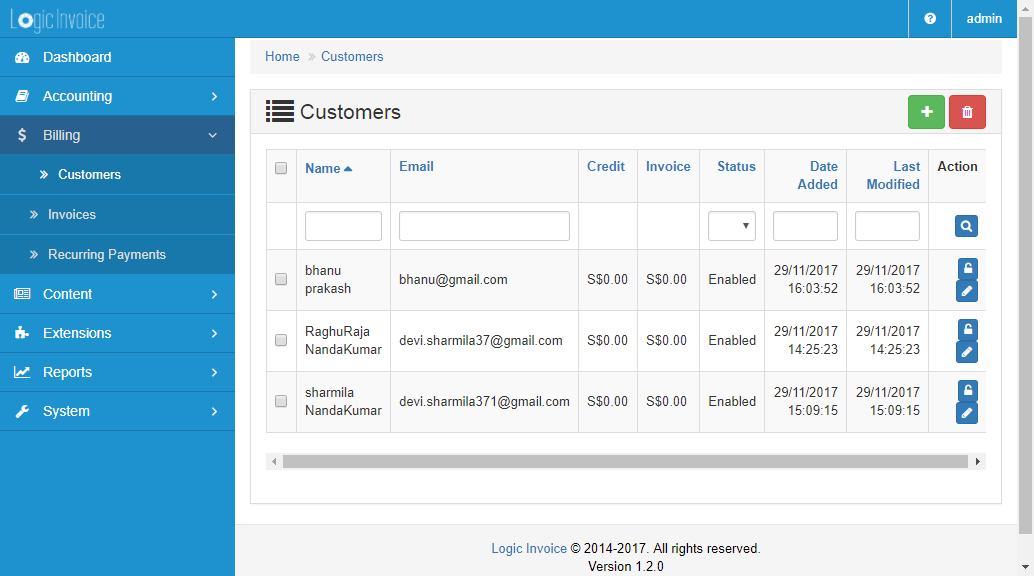 Logic Invoice
admin
Dashboard
Accounting
Billing
Customers
Invoices
Recurring Payments
Content
Extensions
Reports
System
Home » Customers
Customers
Name Email Credit Invoice Status Date Added Last Modified Action
bhanu prakash bhanu@gmail.com S$0.00 S$0.00 Enabled 29/11/2017 16:03:52 29/11/2017 16:03:52
RaghuRaja NandaKumar devi.sharmila37@gmail.com S$0.00 S$0.00 Enabled 29/11/2017 14:25:23 29/11/2017 14:25:23
sharmila NandaKumar devi.sharmila371@gmail.com S$0.00 S$0.00 Enabled 29/11/2017 15:09:15 29/11/2017 15:09:15
Logic Invoice © 2014-2017. All rights reserved.
Version 1.2.0